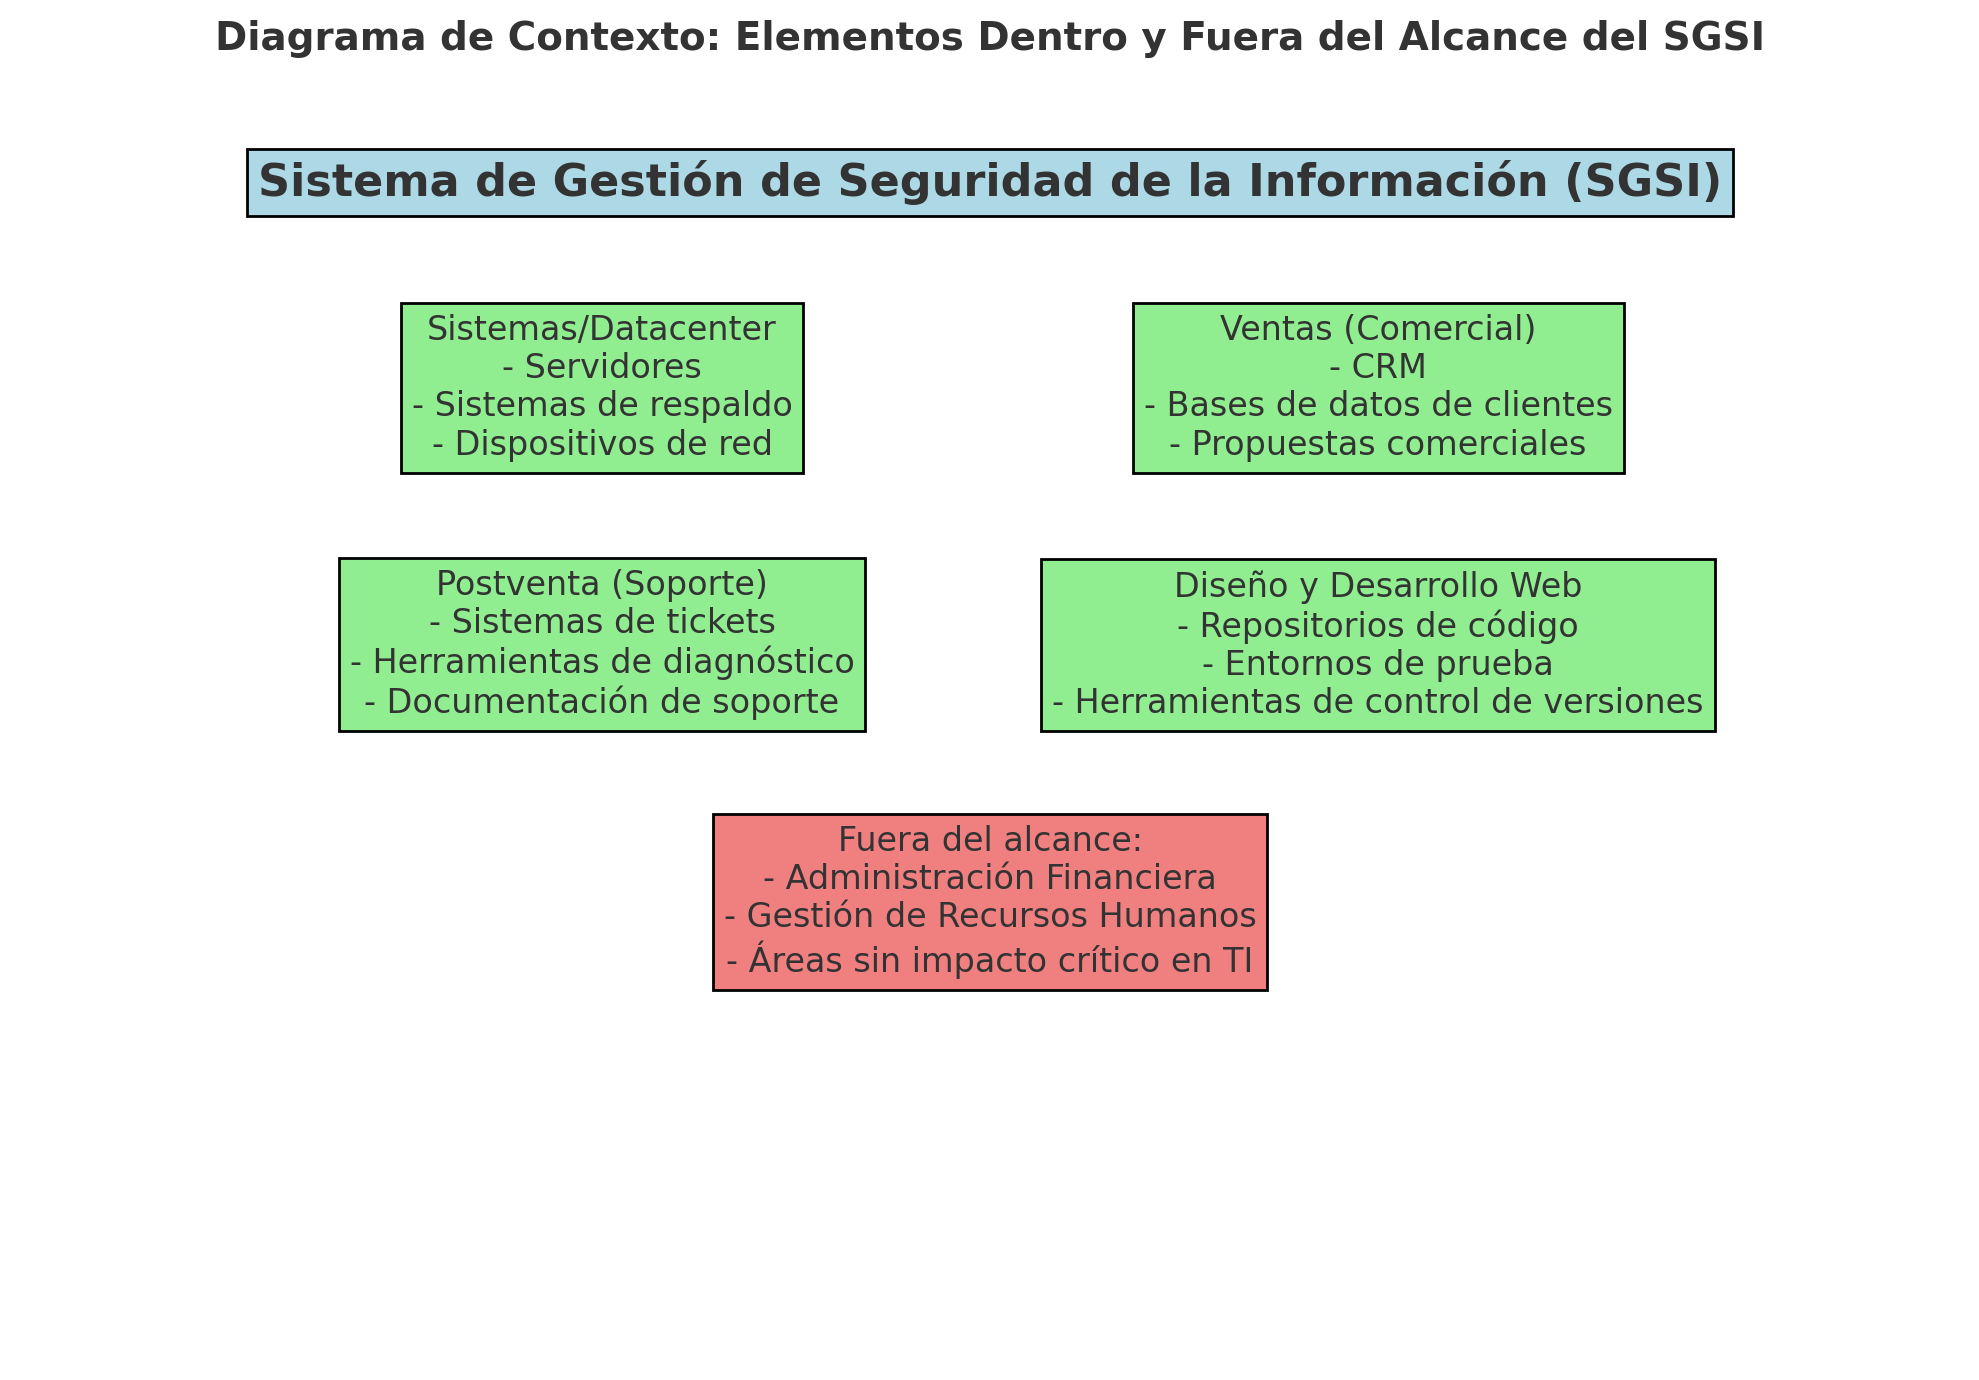 Diagrama de Contexto: Elementos Dentro y Fuera del Alcance del SGSI
Sistema de Gestión de Seguridad de la Información (SGSI)
Sistemas/Datacenter
- Servidores
- Sistemas de respaldo
- Dispositivos de red
Ventas (Comercial)
- CRM
- Bases de datos de clientes
- Propuestas comerciales
Postventa (Soporte)
- Sistemas de tickets
- Herramientas de diagnóstico
- Documentación de soporte
Diseño y Desarrollo Web
- Repositorios de código
- Entornos de prueba
- Herramientas de control de versiones
Fuera del alcance:
- Administración Financiera
- Gestión de Recursos Humanos
- Áreas sin impacto crítico en TI